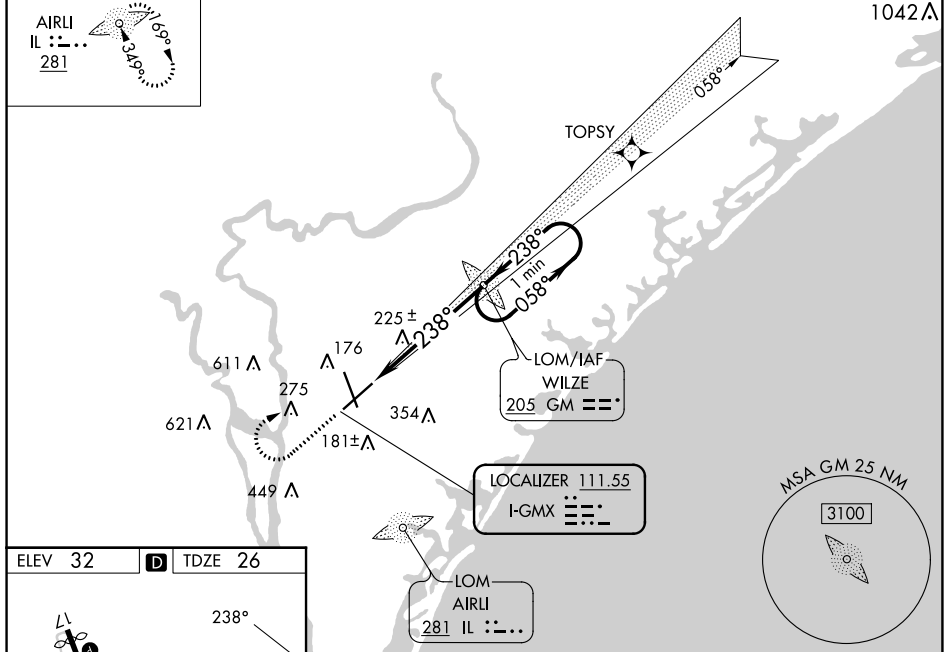 AIRLI
IL
281
169°
349°
1042
058°
TOPSY
238°
1 min
058°
225 ±
238°
176
611
275
621
354
181±
449
LOM/IAF
WILZE
205 GM
LOCALIZER 111.55
I-GMX
MSA GM 25 NM
3100
LOM
AIRLI
281 IL
ELEV 32
D
TDZE 26
17
238°
A